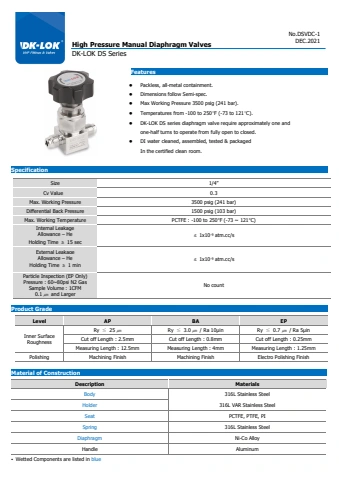 DK-LOK
No.DSVDC-1
DEC.2021
High Pressure Manual Diaphragm Valves
DK-LOK DS Series
Features
• Packless, all-metal containment.
• Dimensions follow Semi-spec.
• Max Working Pressure 3500 psig (241 bar).
• Temperatures from -100 to 250°F (-73 to 121°C).
• DK-LOK DS series diaphragm valve require approximately one and
one-half turns to operate from fully open to closed.
• DI water cleaned, assembled, tested & packaged
In the certified clean room.
Specification
Size 1/4"
Cv Value 0.3
Max. Working Pressure 3500 psig (241 bar)
Differential Back Pressure 1500 psig (103 bar)
Max. Working Temperature PCTFE : -100 to 250°F (-73 ~ 121°C)
Internal Leakage
Allowance – He
Holding Time ≥ 15 sec
≤ 1x10⁻⁹ atm.cc/s
External Leakage
Allowance – He
Holding Time ≥ 1 min
≤ 1x10⁻⁹ atm.cc/s
Particle Inspection (EP Only)
Pressure : 60~80psi N2 Gas
Sample Volume : 1CFM
0.1 ㎛ and Larger
No count
Product Grade
Level AP BA EP
Inner Surface
Roughness
Ry ≤ 25 ㎛ Ry ≤ 3.0 ㎛ / Ra 10μin Ry ≤ 0.7 ㎛ / Ra 5μin
Cut off Length : 2.5mm Cut off Length : 0.8mm Cut off Length : 0.25mm
Measuring Length : 12.5mm Measuring Length : 4mm Measuring Length : 1.25mm
Polishing Machining Finish Machining Finish Electro Polishing Finish
Material of Construction
Description Materials
Body 316L Stainless Steel
Holder 316L VAR Stainless Steel
Seat PCTFE, PTFE, PI
Spring 316L Stainless Steel
Diaphragm Ni-Co Alloy
Handle Aluminum
• Wetted Components are listed in blue